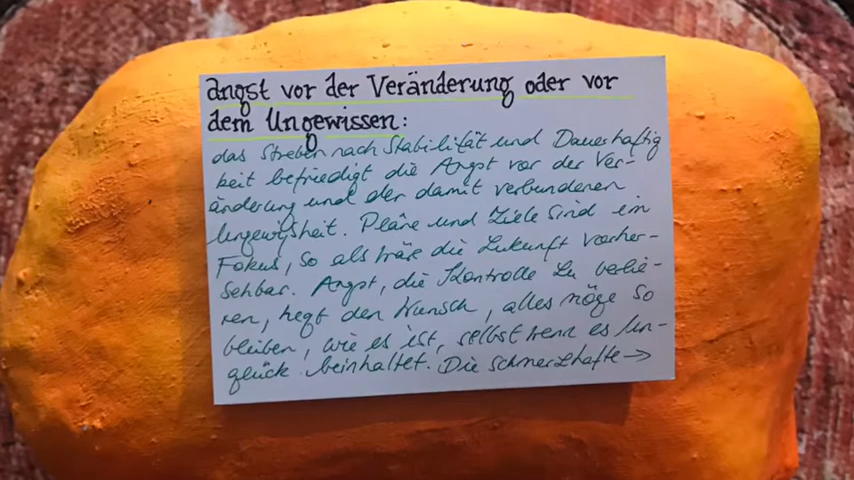 Angst vor der Veränderung oder vor
dem Ungewissen:
das Streben nach Stabilität und Dauerhaftig
keit befriedigt die Angst vor der Ver-
änderung und der damit verbundenen
Ungewißheit. Pläne und Ziele sind im
Fokus, so als wäre die Zukunft vorher-
sehbar. Angst, die Kontrolle zu verlie-
ren, hegt den Wunsch, alles möge so
bleiben, wie es ist, selbst wenn es Un-
glück beinhaltet. Die schmerzhafte →